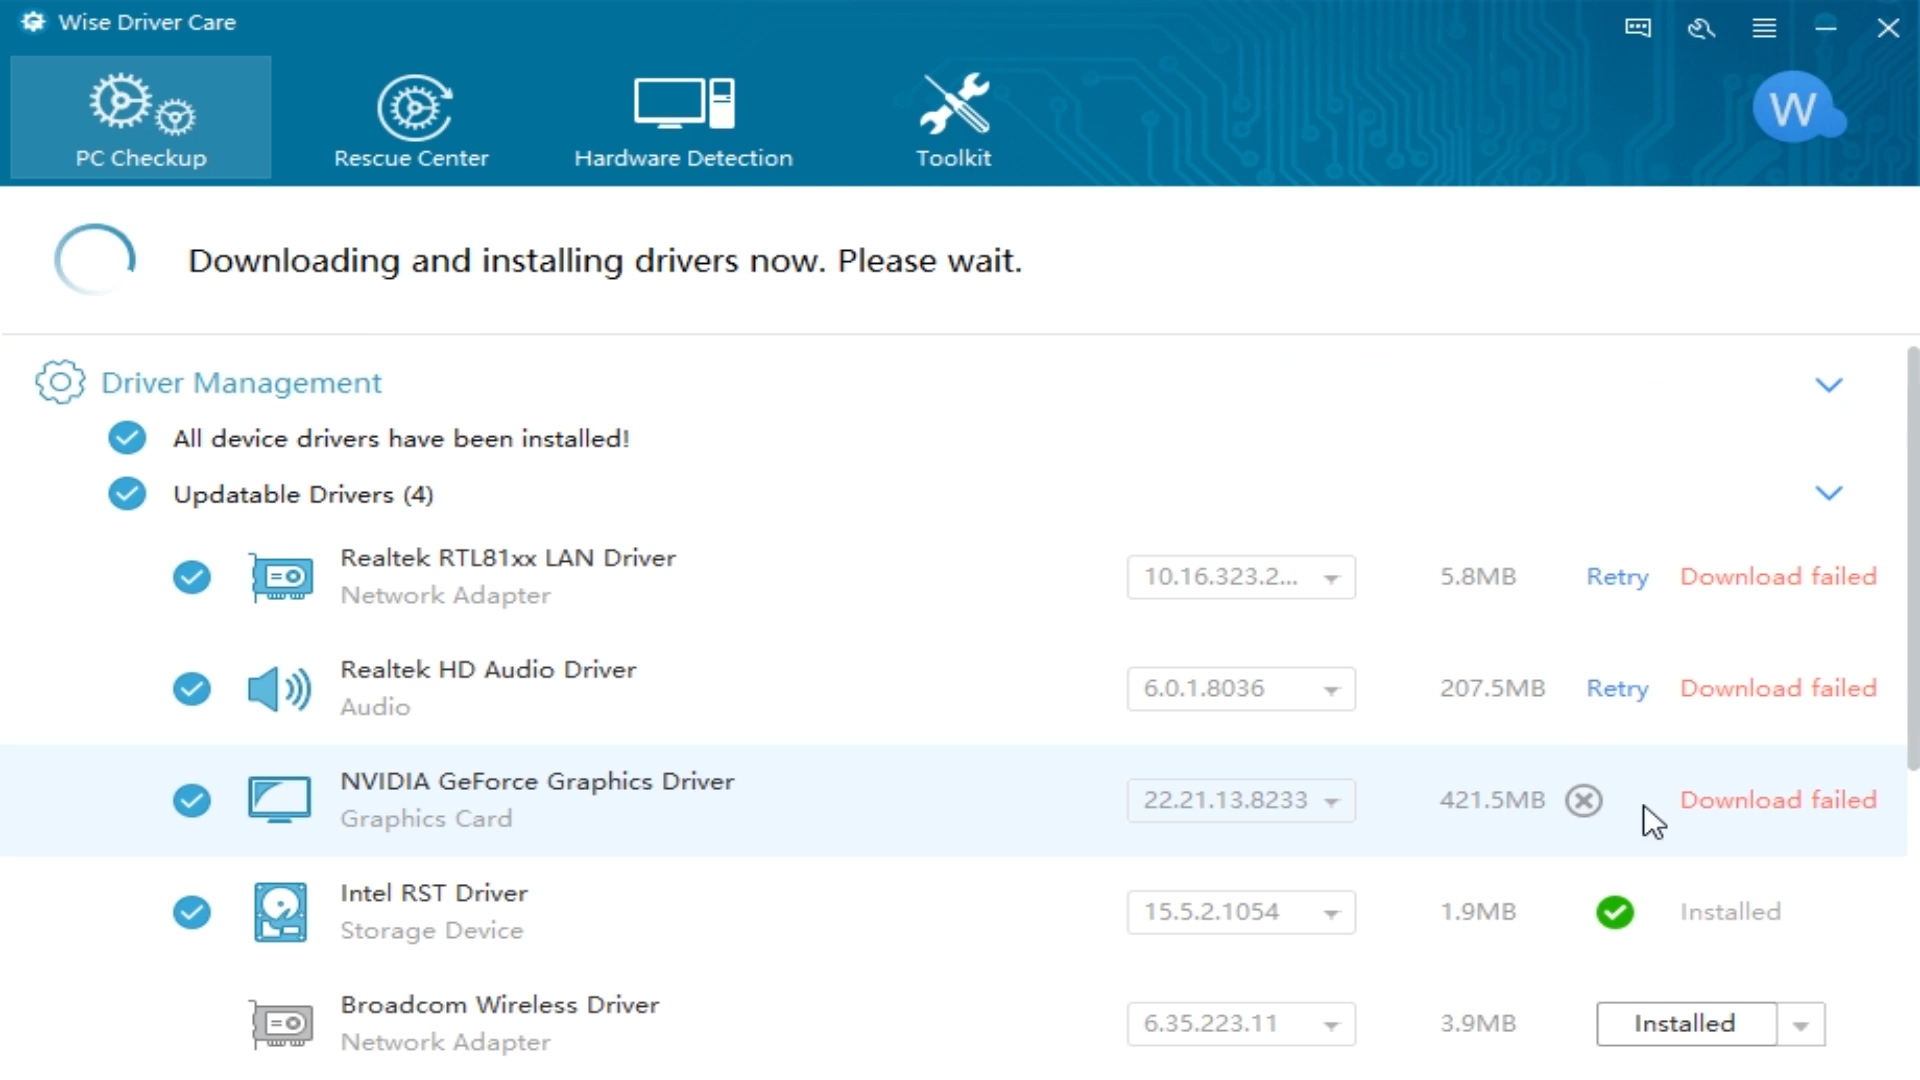 Wise Driver Care
W
PC Checkup
Rescue Center
Hardware Detection
Toolkit
Downloading and installing drivers now. Please wait.
Driver Management
All device drivers have been installed!
Updatable Drivers (4)
Realtek RTL81xx LAN Driver
Network Adapter
10.16.323.2... 5.8MB Retry Download failed
Realtek HD Audio Driver
Audio
6.0.1.8036 207.5MB Retry Download failed
NVIDIA GeForce Graphics Driver
Graphics Card
22.21.13.8233 421.5MB Download failed
Intel RST Driver
Storage Device
15.5.2.1054 1.9MB Installed
Broadcom Wireless Driver
Network Adapter
6.35.223.11 3.9MB Installed